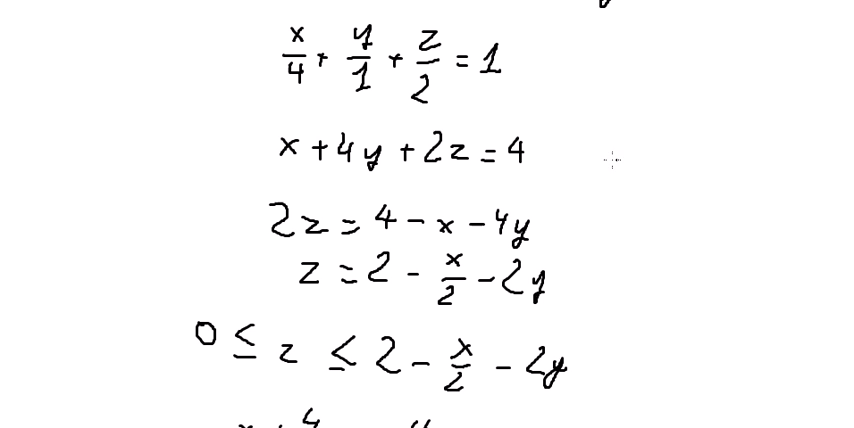 x/4 + y/1 + z/2 = 1
x + 4y + 2z = 4
2z = 4 - x - 4y
z = 2 - x/2 - 2y
0 ≤ z ≤ 2 - x/2 - 2y